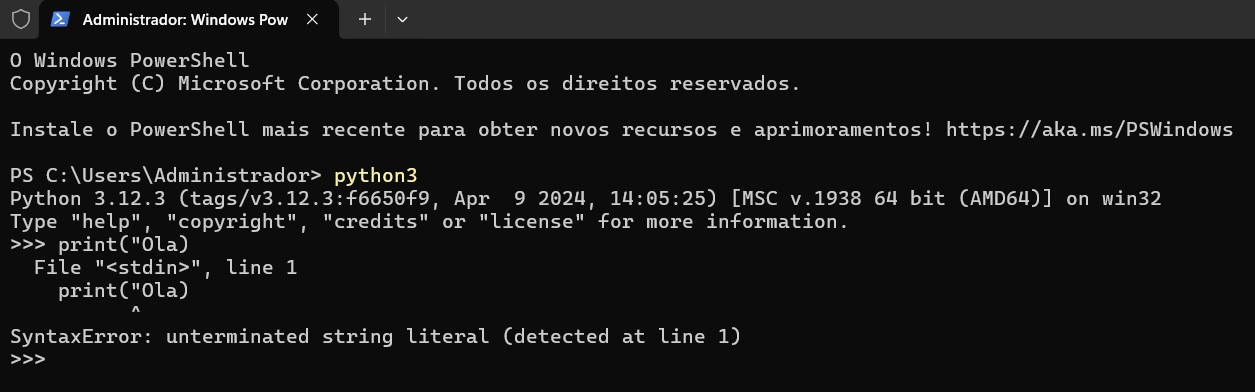 Administrador: Windows Pow
O Windows PowerShell
Copyright (C) Microsoft Corporation. Todos os direitos reservados.
Instale o PowerShell mais recente para obter novos recursos e aprimoramentos! https://aka.ms/PSWindows
PS C:\Users\Administrador> python3
Python 3.12.3 (tags/v3.12.3:f6650f9, Apr  9 2024, 14:05:25) [MSC v.1938 64 bit (AMD64)] on win32
Type "help", "copyright", "credits" or "license" for more information.
>>> print("Ola)
  File "<stdin>", line 1
    print("Ola)
          ^
SyntaxError: unterminated string literal (detected at line 1)
>>>